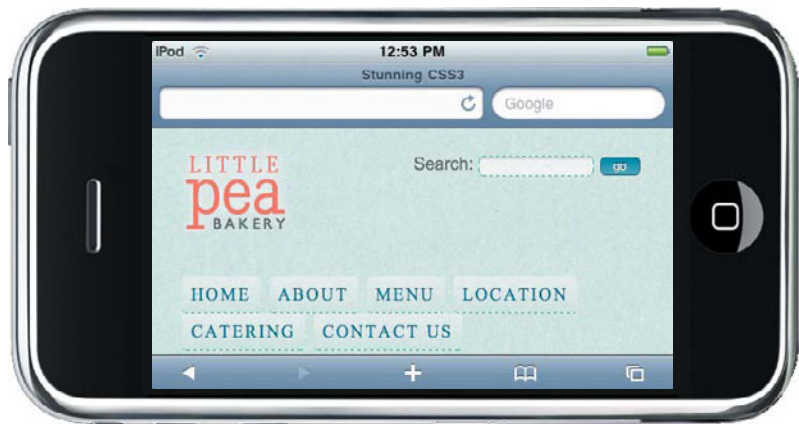 iPod 12:53 PM
Stunning CSS3
Google
LITTLE
pea
BAKERY
Search: go
HOME ABOUT MENU LOCATION
CATERING CONTACT US